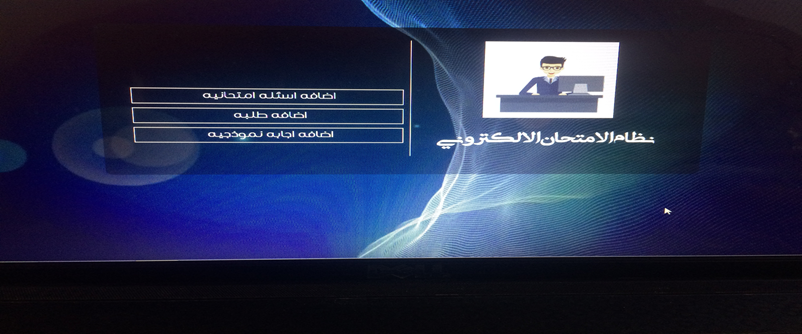 نظام الامتحان الالكتروني
اضافه اسئله امتحانيه
اضافه طلبه
اضافه اجابه نموذجيه